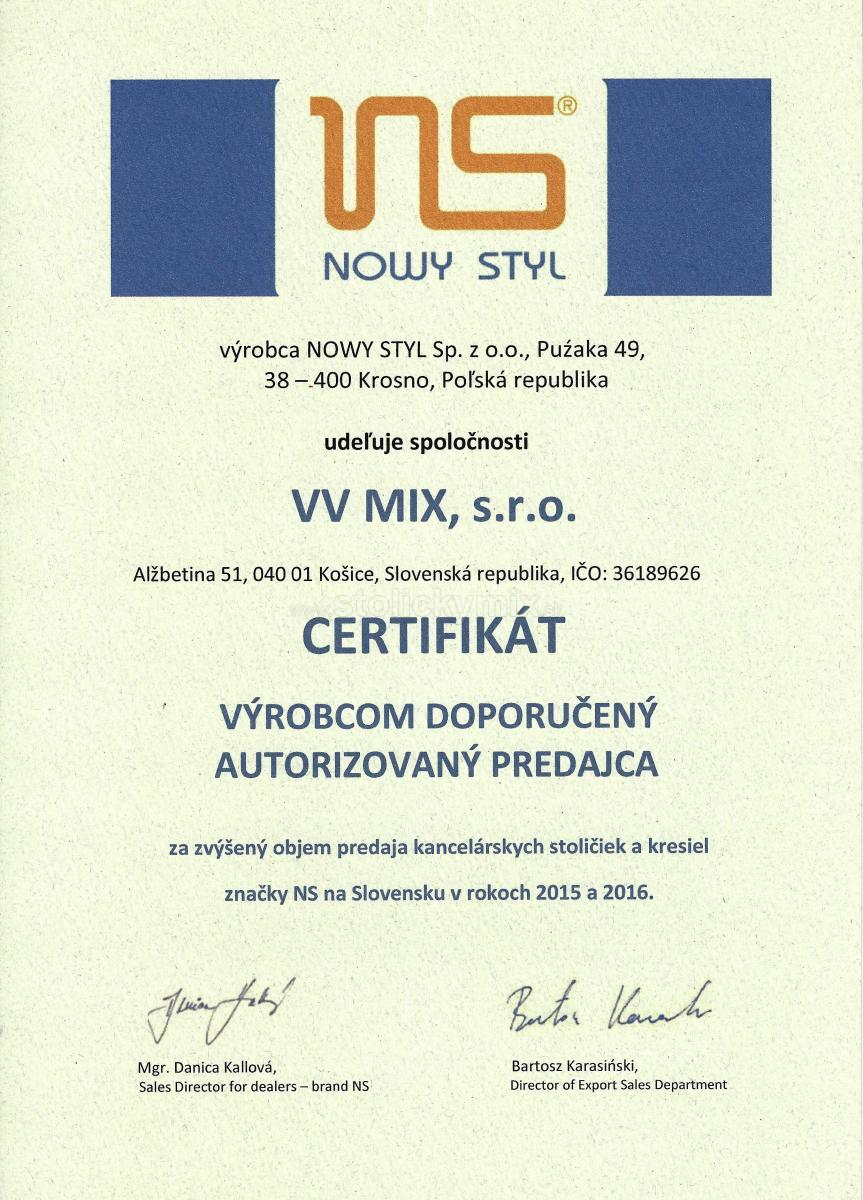 NS®
NOWY STYL
výrobca NOWY STYL Sp. z o.o., Puźaka 49,
38 – 400 Krosno, Poľská republika
udeľuje spoločnosti
VV MIX, s.r.o.
Alžbetina 51, 040 01 Košice, Slovenská republika, IČO: 36189626
www.stolickymix.sk
CERTIFIKÁT
VÝROBCOM DOPORUČENÝ
AUTORIZOVANÝ PREDAJCA
za zvýšený objem predaja kancelárskych stoličiek a kresiel
značky NS na Slovensku v rokoch 2015 a 2016.
Mgr. Danica Kallová,
Sales Director for dealers – brand NS
Bartosz Karasiński,
Director of Export Sales Department